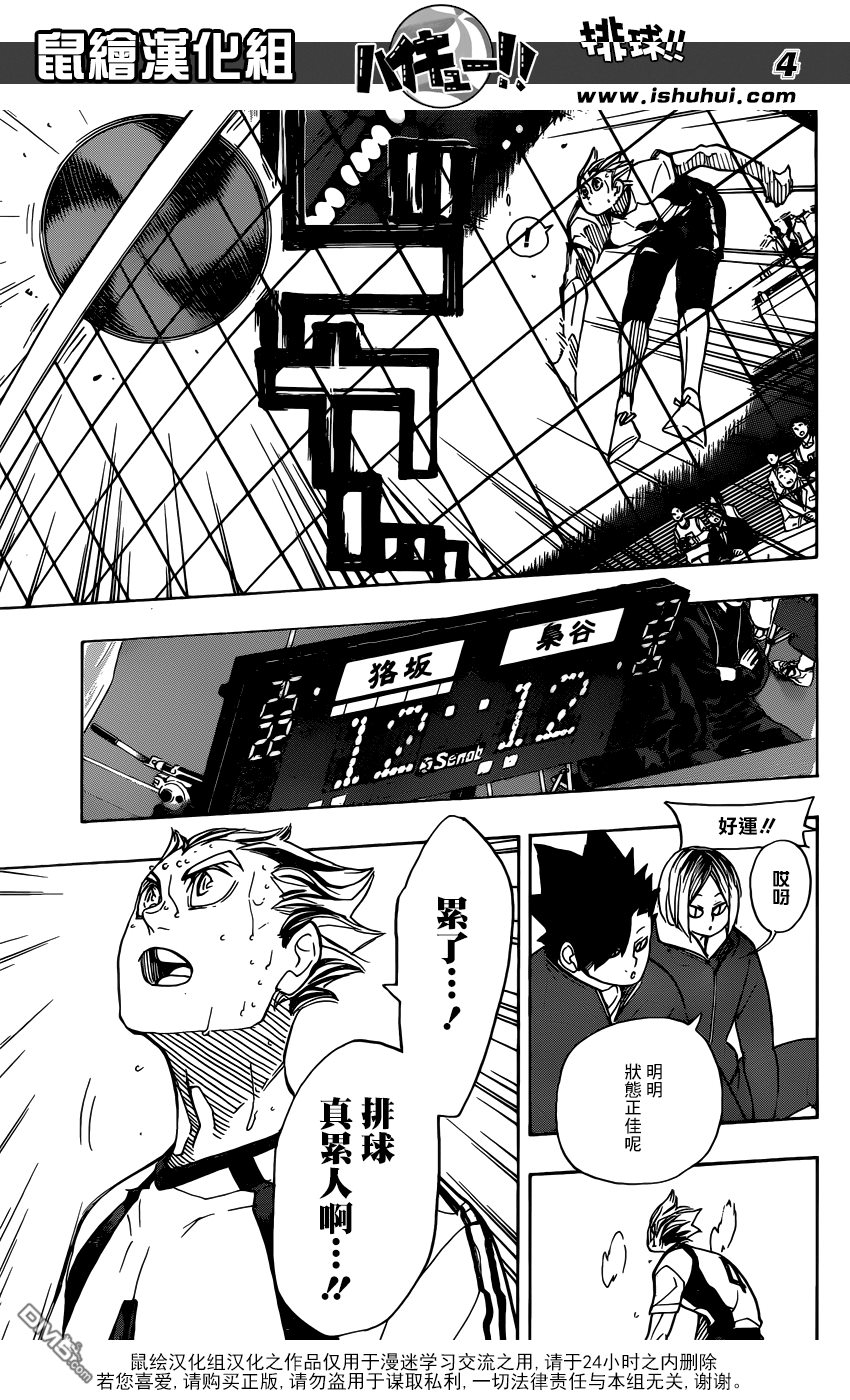 鼠繪漢化組
ハイキュー!!
排球!!
4
www.ishuhui.com
！
狢坂
梟谷
12
12
Senoh
好運!!
哎呀
明明
狀態正佳呢
累了…！
排球
真累人啊…!!
4
DMB5.com
鼠绘汉化组汉化之作品仅用于漫迷学习交流之用, 请于24小时之内删除
若您喜爱, 请购买正版, 请勿盗用于谋取私利, 一切法律责任与本组无关, 谢谢。